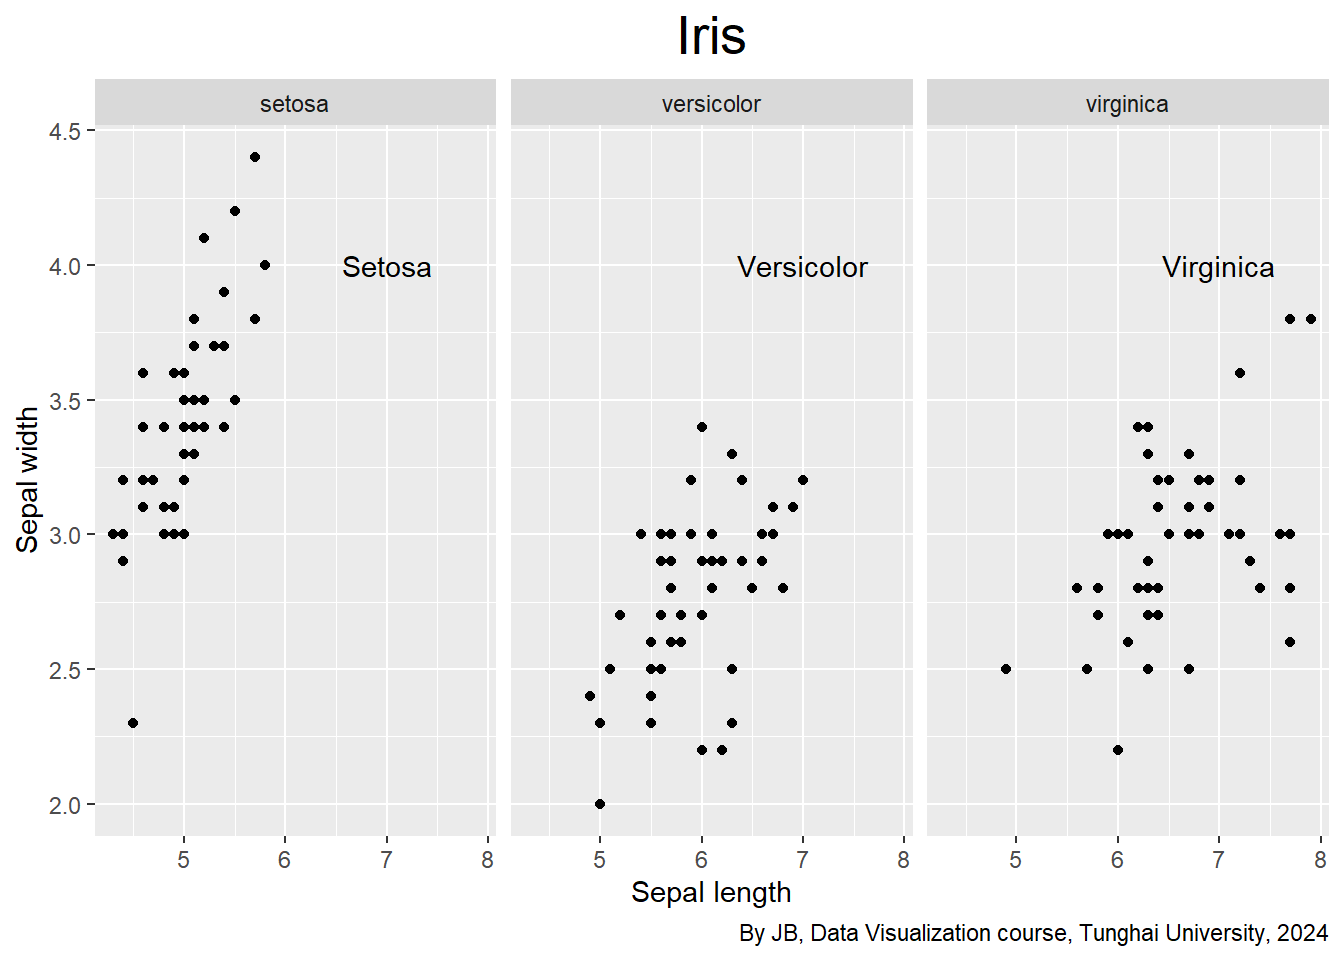 Iris
setosa versicolor virginica
4.5
4.0
3.5
3.0
2.5
2.0
Setosa Versicolor Virginica
Sepal width
5 6 7 8 5 6 7 8 5 6 7 8
Sepal length
By JB, Data Visualization course, Tunghai University, 2024